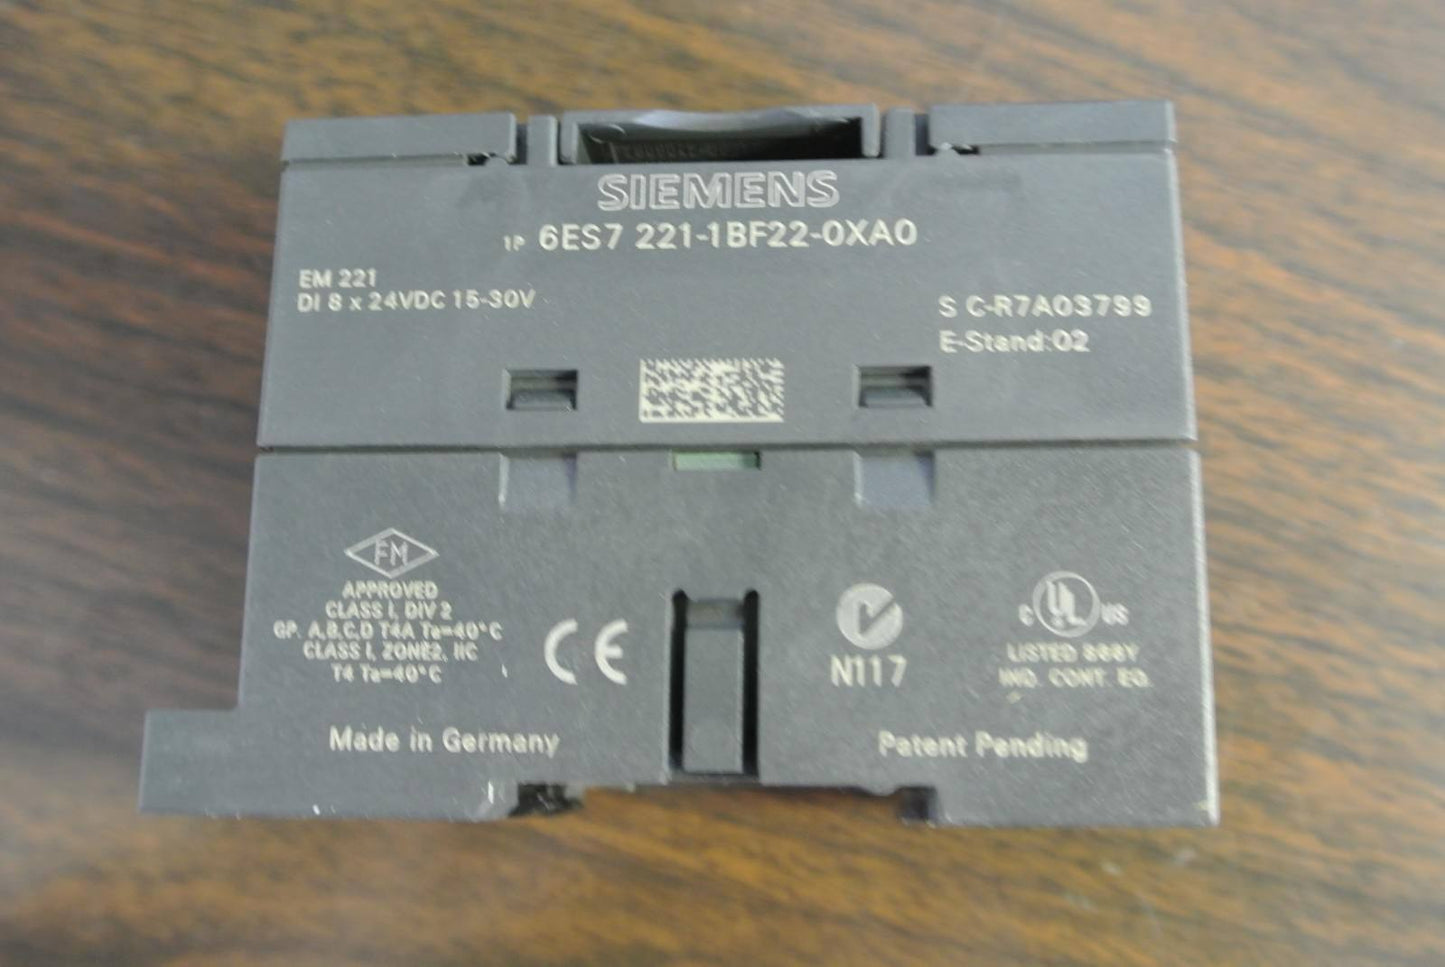 SIEMENS
1P 6ES7 221-1BF22-0XA0
EM 221
DI 8 x 24VDC 15-30V
S C-R7A03799
E-Stand:02
FM
APPROVED
CLASS I, DIV 2
GP. A,B,C,D T4A Ta=40°C
CLASS I, ZONE2, IIC
T4 Ta=40°C
CE
N117
C UL US
LISTED
IND. CONT. EQ.
Made in Germany
Patent Pending